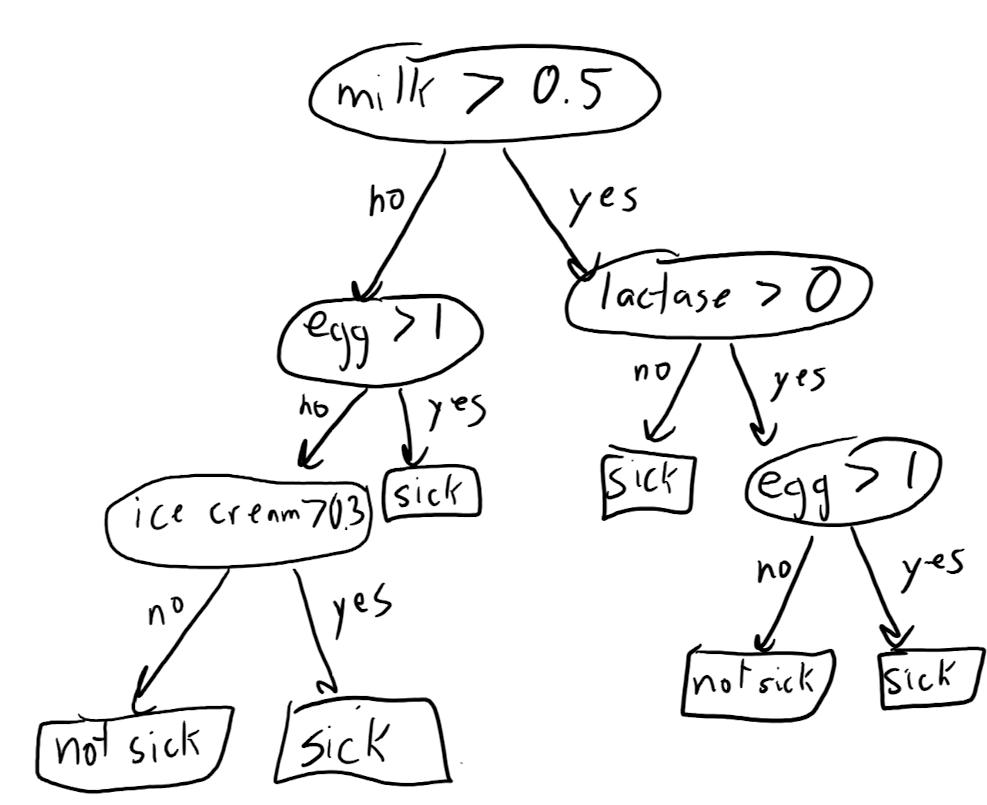 milk > 0.5
no
yes
lactase > 0
egg > 1
no
yes
no
yes
sick
sick
egg > 1
ice cream > 0.3
no
yes
no
yes
not sick
sick
not sick
sick